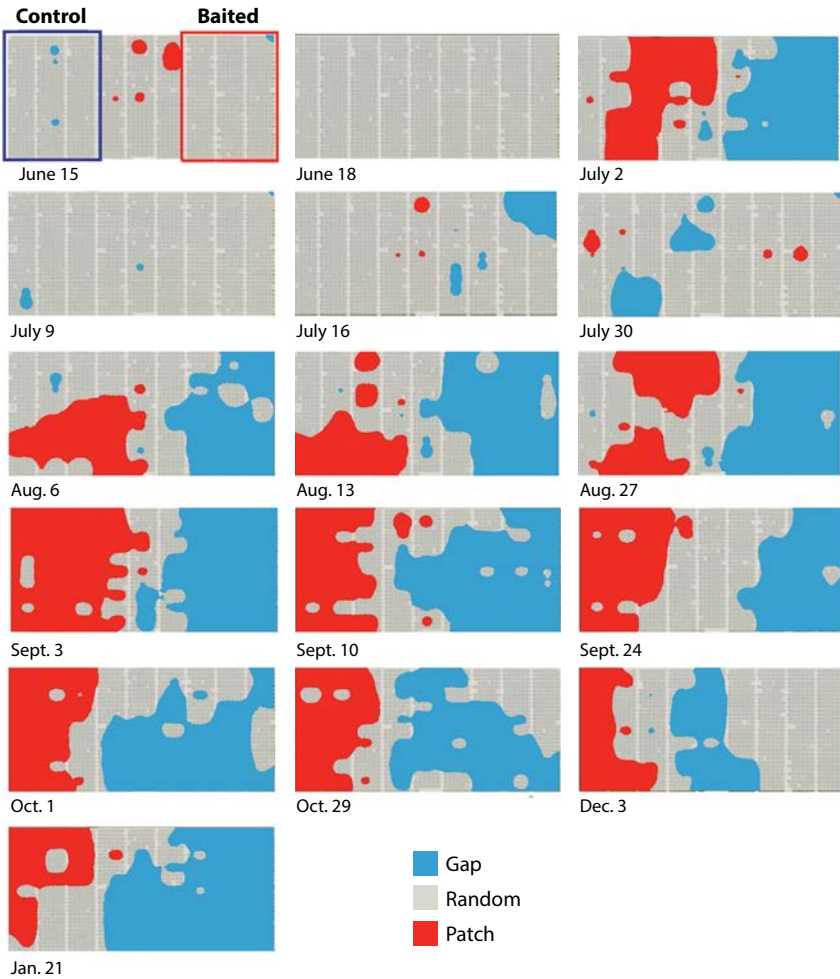 Control
Baited
June 15
June 18
July 2
July 9
July 16
July 30
Aug. 6
Aug. 13
Aug. 27
Sept. 3
Sept. 10
Sept. 24
Oct. 1
Oct. 29
Dec. 3
Jan. 21
Gap
Random
Patch